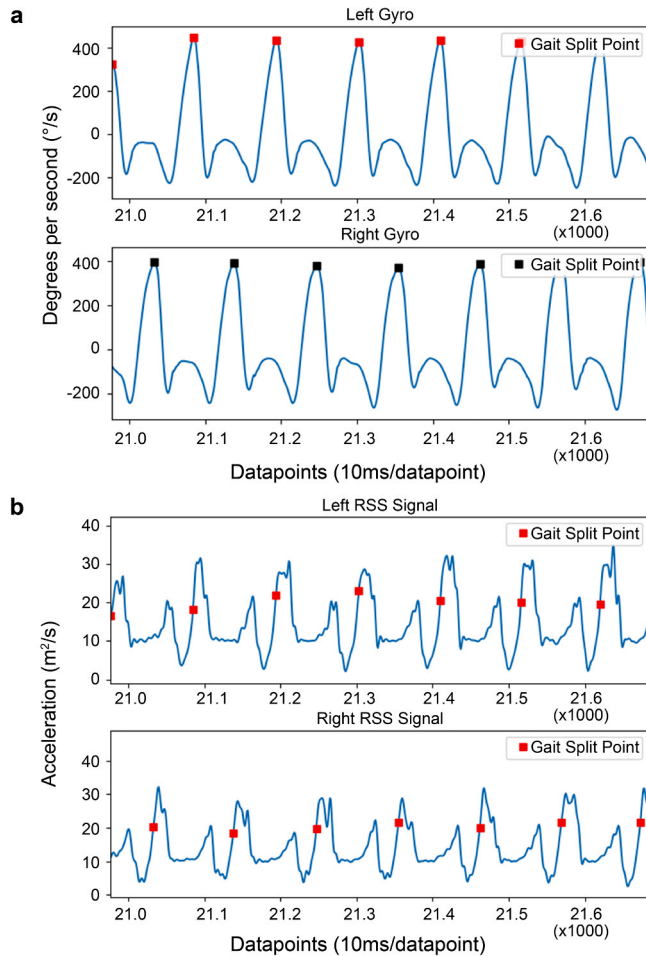 a
Left Gyro
Gait Split Point
400
200
0
-200
21.0 21.1 21.2 21.3 21.4 21.5 21.6
(x1000)
Right Gyro
Gait Split Point
400
200
0
-200
21.0 21.1 21.2 21.3 21.4 21.5 21.6
(x1000)
Degrees per second (°/s)
Datapoints (10ms/datapoint)
b
Left RSS Signal
Gait Split Point
40
30
20
10
0
21.0 21.1 21.2 21.3 21.4 21.5 21.6
(x1000)
Right RSS Signal
Gait Split Point
40
30
20
10
0
21.0 21.1 21.2 21.3 21.4 21.5 21.6
(x1000)
Acceleration (m²/s)
Datapoints (10ms/datapoint)